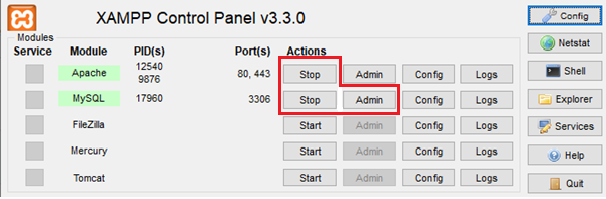 XAMPP Control Panel v3.3.0
Config
Modules
Service Module PID(s) Port(s) Actions
Netstat
Apache 12540 9876 80, 443 Stop Admin Config Logs
Shell
MySQL 17960 3306 Stop Admin Config Logs
Explorer
FileZilla Start Admin Config Logs
Services
Mercury Start Admin Config Logs
Help
Tomcat Start Admin Config Logs
Quit